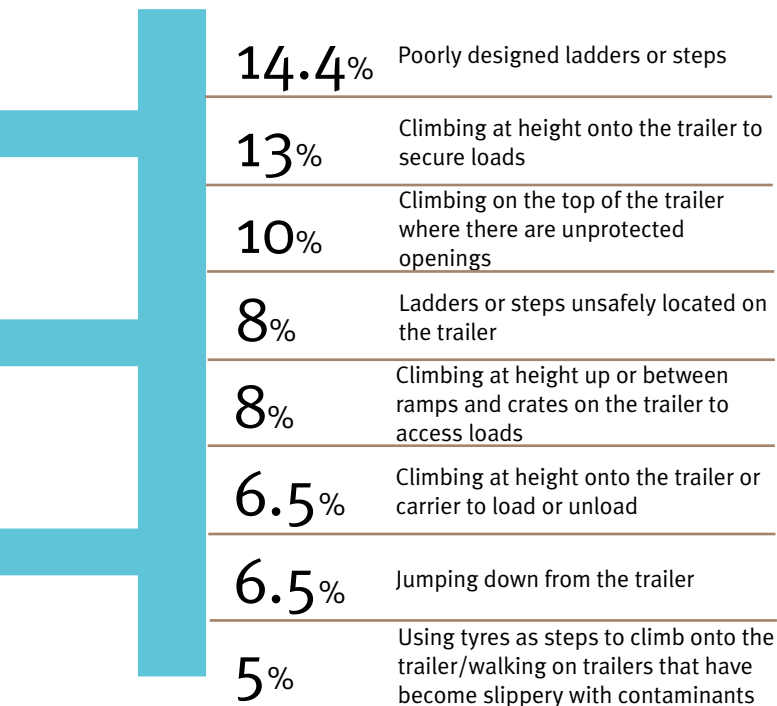 14.4% Poorly designed ladders or steps
13% Climbing at height onto the trailer to
secure loads
10% Climbing on the top of the trailer
where there are unprotected
openings
8% Ladders or steps unsafely located on
the trailer
8% Climbing at height up or between
ramps and crates on the trailer to
access loads
6.5% Climbing at height onto the trailer or
carrier to load or unload
6.5% Jumping down from the trailer
5% Using tyres as steps to climb onto the
trailer/walking on trailers that have
become slippery with contaminants